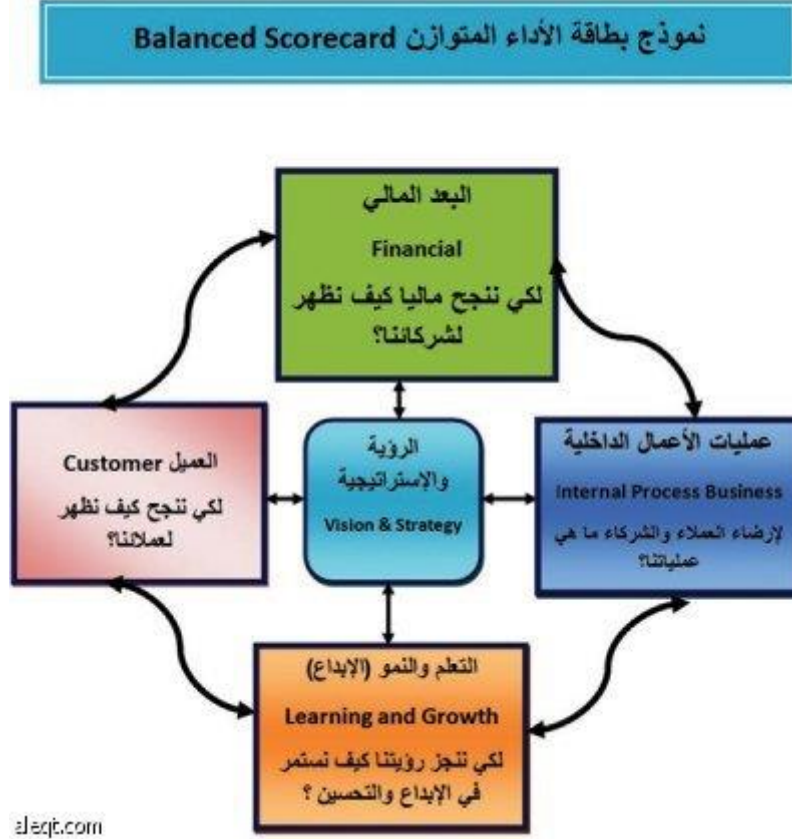 نموذج بطاقة الأداء المتوازن Balanced Scorecard
البعد المالي
Financial
لكي ننجح ماليا كيف نظهر
لشركائنا؟
عمليات الأعمال الداخلية
Internal Process Business
لإرضاء العملاء والشركاء ما هي
عملياتنا؟
الرؤية
والإستراتيجية
Vision & Strategy
العميل Customer
لكي ننجح كيف نظهر
لعملائنا؟
التعلم والنمو (الإبداع)
Learning and Growth
لكي ننجز رؤيتنا كيف نستمر
في الإبداع والتحسين ؟
aleqt.com